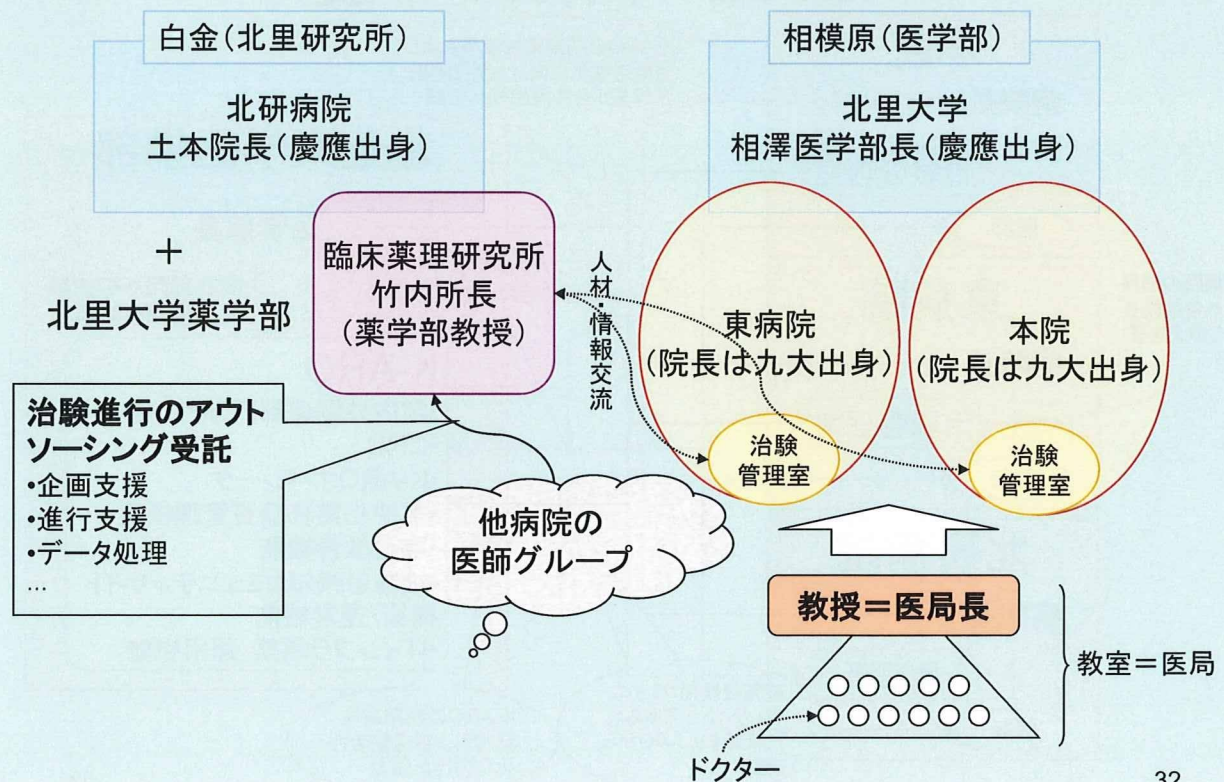 白金(北里研究所)
北研病院
土本院長(慶應出身)
+
北里大学薬学部
臨床薬理研究所
竹内所長
(薬学部教授)
人材・情報交流
相模原(医学部)
北里大学
相澤医学部長(慶應出身)
東病院
(院長は九大出身)
治験
管理室
本院
(院長は九大出身)
治験
管理室
治験進行のアウト
ソーシング受託
•企画支援
•進行支援
•データ処理
…
他病院の
医師グループ
教授=医局長
教室=医局
ドクター
32